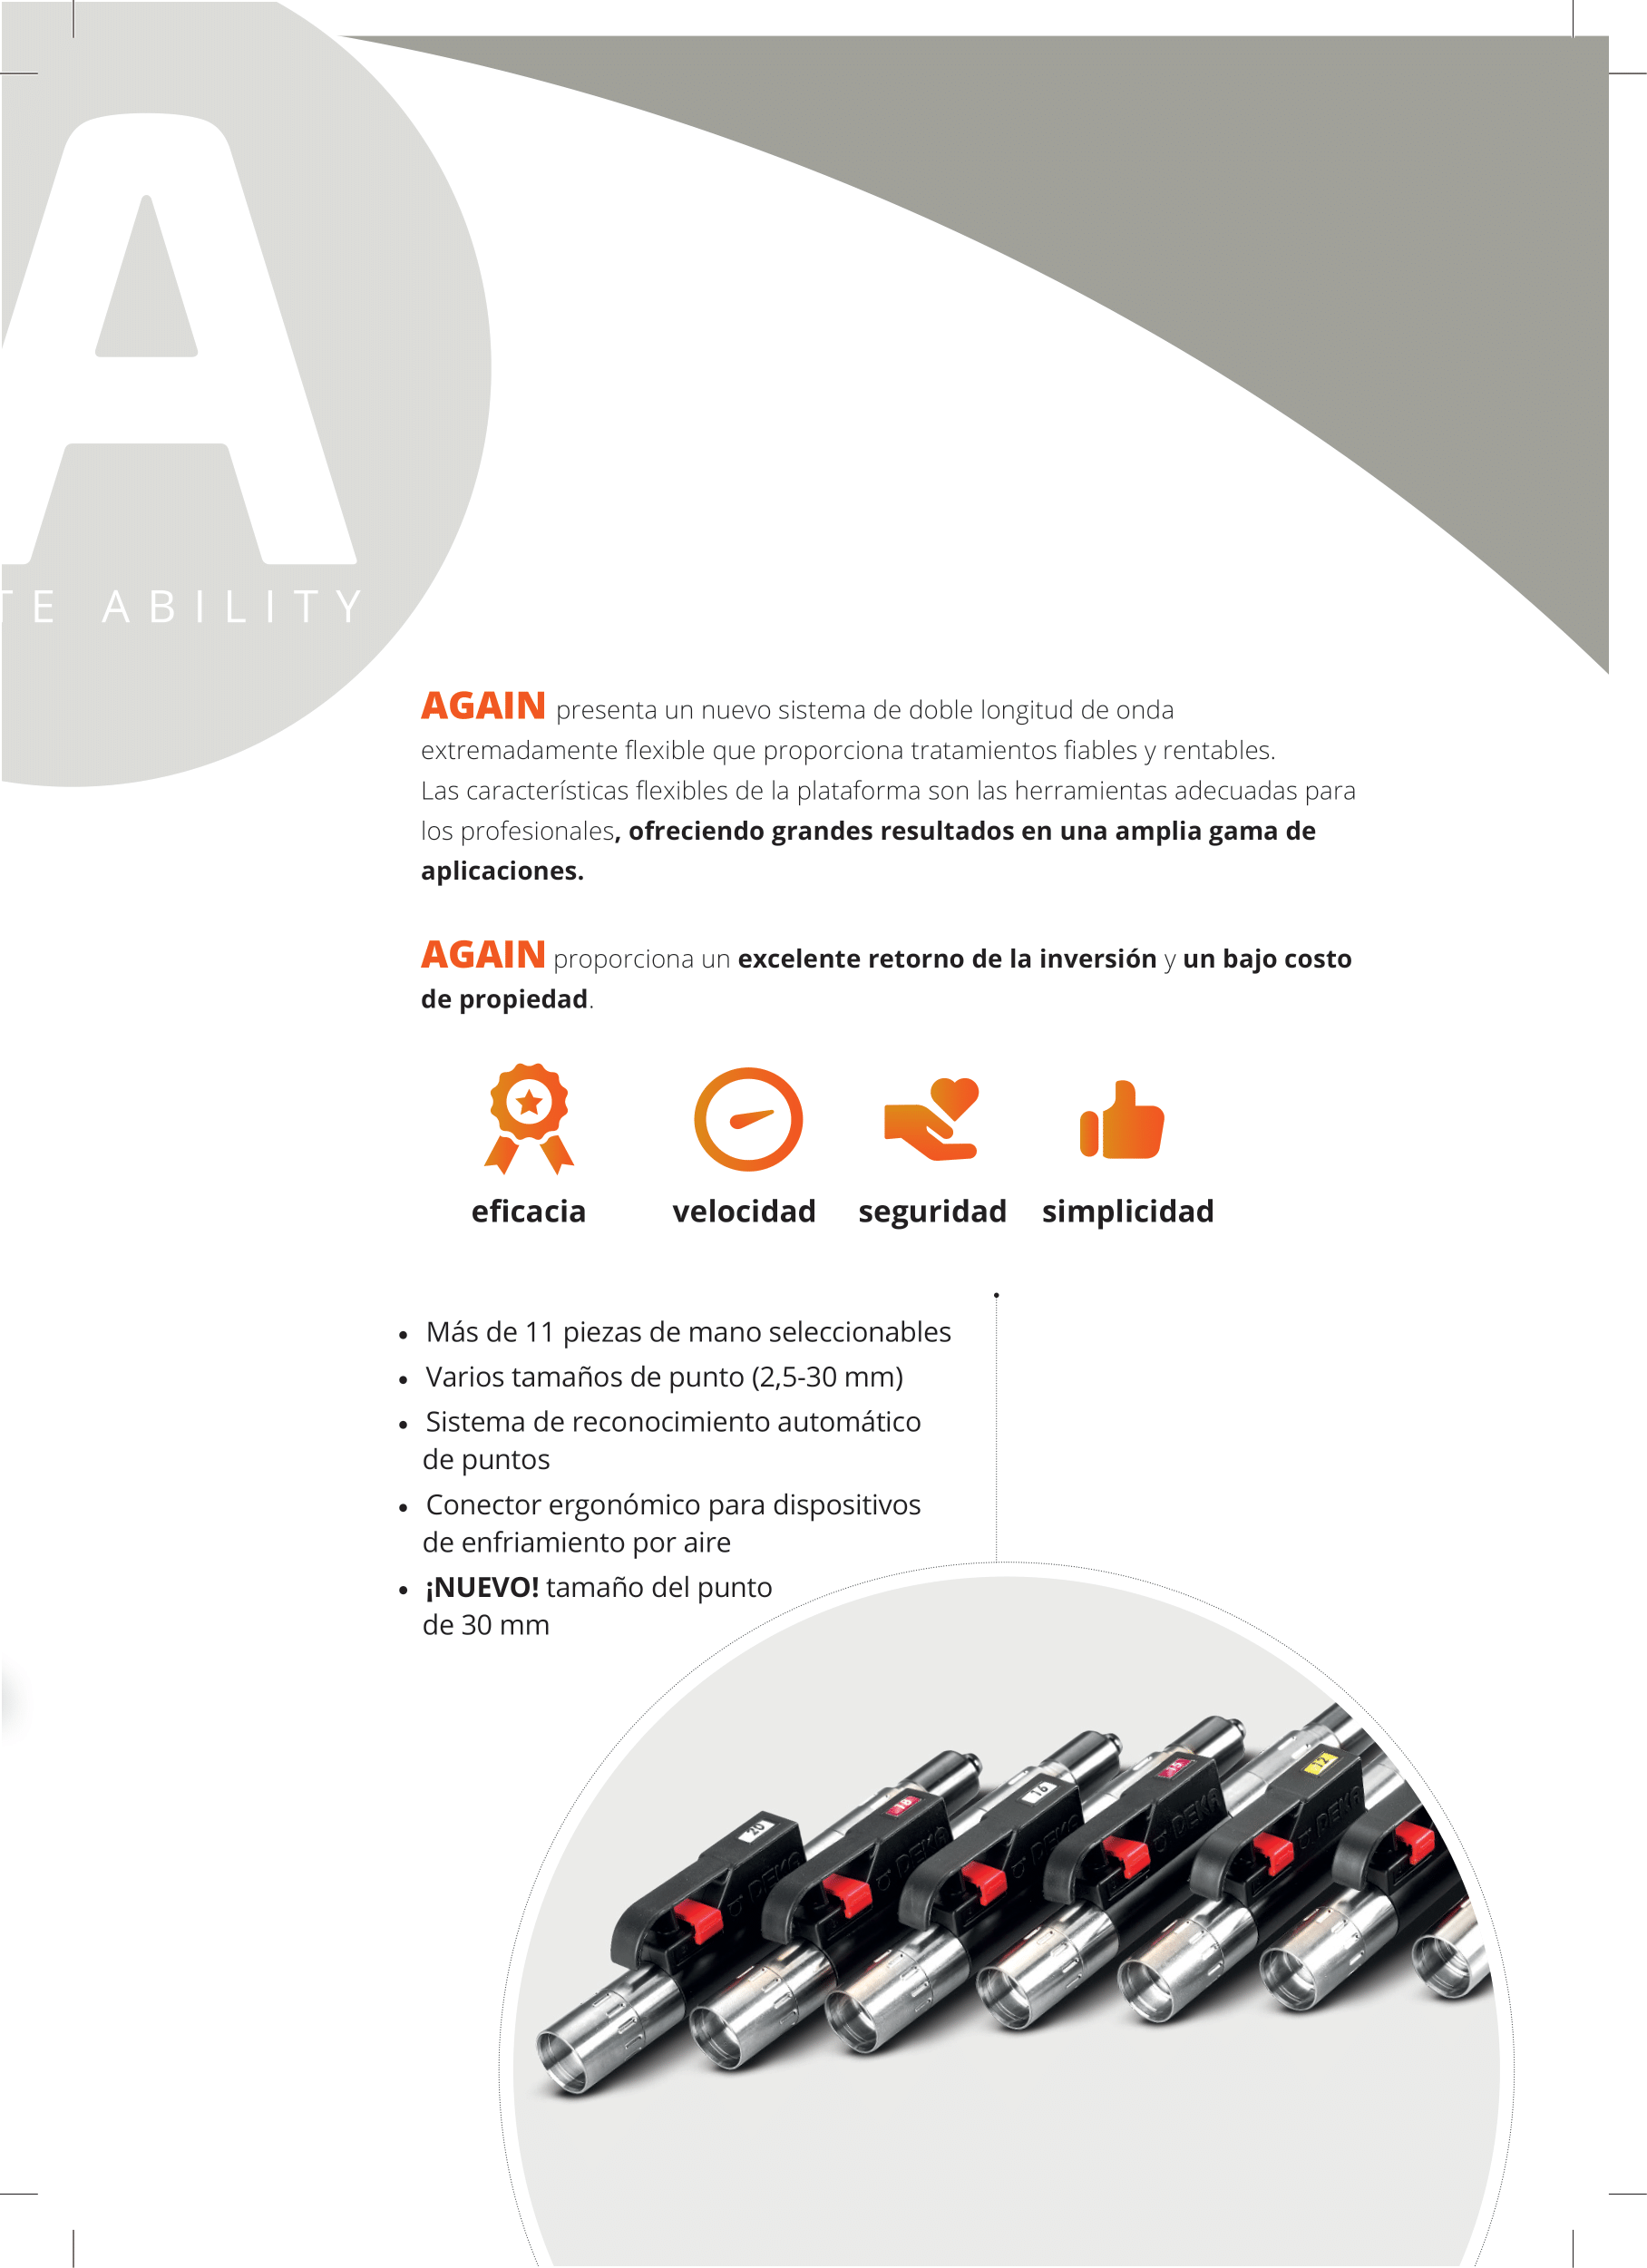 A
TE ABILITY
AGAIN presenta un nuevo sistema de doble longitud de onda
extremadamente flexible que proporciona tratamientos fiables y rentables.
Las características flexibles de la plataforma son las herramientas adecuadas para
los profesionales, ofreciendo grandes resultados en una amplia gama de
aplicaciones.
AGAIN proporciona un excelente retorno de la inversión y un bajo costo
de propiedad.
eficacia velocidad seguridad simplicidad
• Más de 11 piezas de mano seleccionables
• Varios tamaños de punto (2,5-30 mm)
• Sistema de reconocimiento automático
de puntos
• Conector ergonómico para dispositivos
de enfriamiento por aire
• ¡NUEVO! tamaño del punto
de 30 mm
20 DEKA
18 DEKA
16 DEKA
15 DEKA
12 DEKA